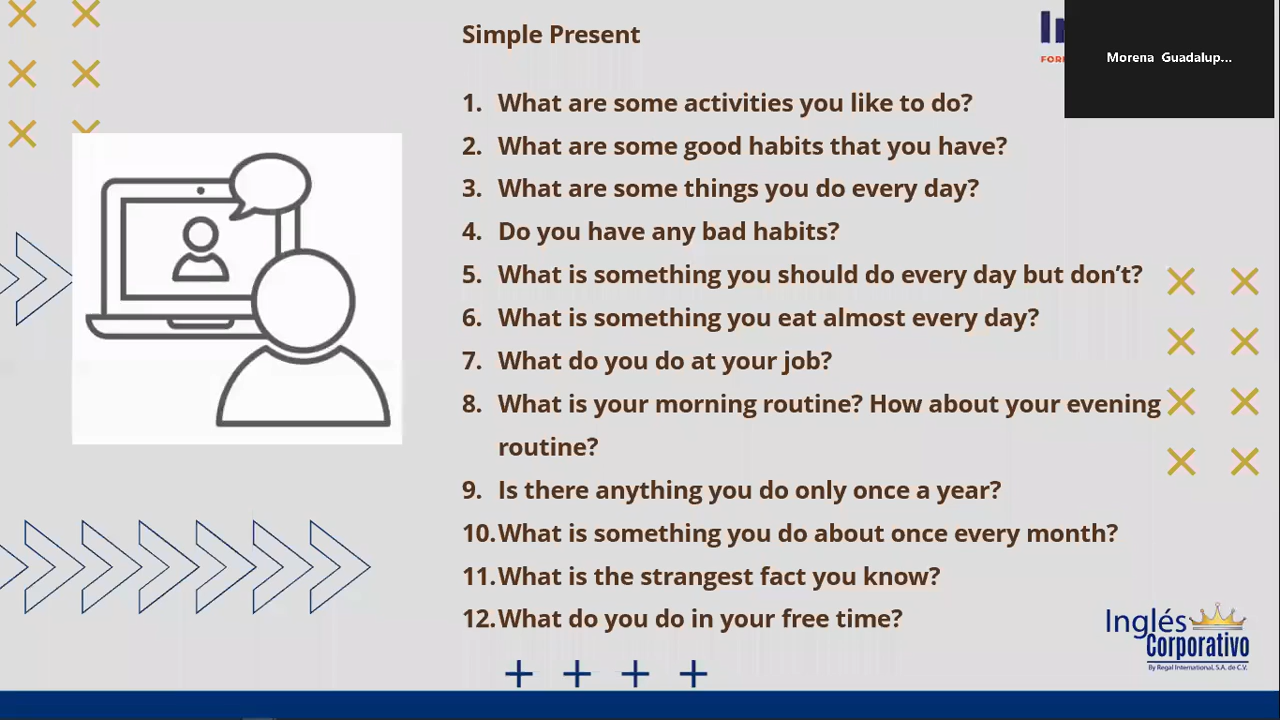 Simple Present
Morena Guadalup...
1. What are some activities you like to do?
2. What are some good habits that you have?
3. What are some things you do every day?
4. Do you have any bad habits?
5. What is something you should do every day but don’t?
6. What is something you eat almost every day?
7. What do you do at your job?
8. What is your morning routine? How about your evening
routine?
9. Is there anything you do only once a year?
10. What is something you do about once every month?
11. What is the strangest fact you know?
12. What do you do in your free time?
Inglés
Corporativo
By Regal International, S.A. de C.V.